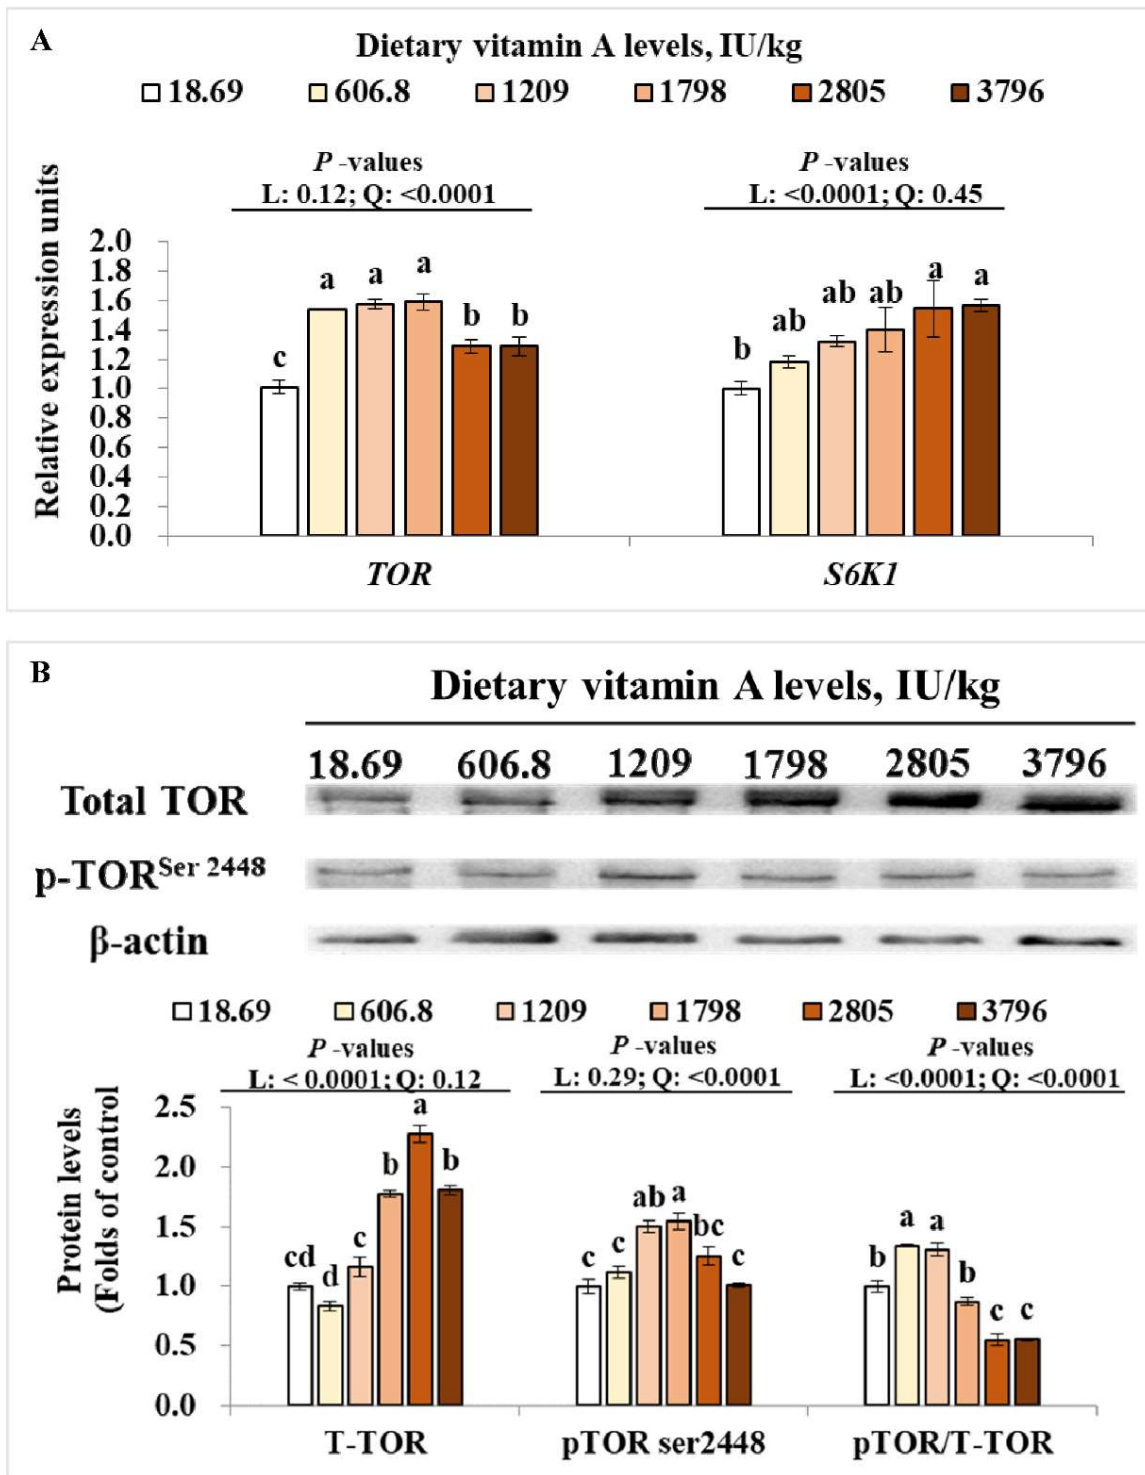 A
Dietary vitamin A levels, IU/kg
18.69 606.8 1209 1798 2805 3796
P -values P -values
L: 0.12; Q: <0.0001 L: <0.0001; Q: 0.45
Relative expression units
2.0
1.8
1.6
1.4
1.2
1.0
0.8
0.6
0.4
0.2
0.0
c a a a b b
b ab ab ab a a
TOR S6K1
B
Dietary vitamin A levels, IU/kg
18.69 606.8 1209 1798 2805 3796
Total TOR
p-TORSer 2448
β-actin
18.69 606.8 1209 1798 2805 3796
P -values P -values P -values
L: < 0.0001; Q: 0.12 L: 0.29; Q: <0.0001 L: <0.0001; Q: <0.0001
Protein levels
(Folds of control
2.5
2.0
1.5
1.0
0.5
0.0
cd d c b a b
c c ab a bc c
b a a b c c
T-TOR pTOR ser2448 pTOR/T-TOR